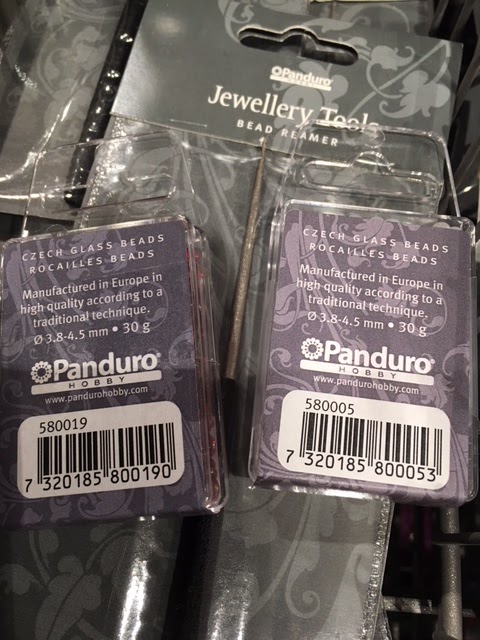 Panduro
Jewellery Tools
BEAD REAMER
CZECH GLASS BEADS
ROCAILLES BEADS
Manufactured in Europe in
high quality according to a
traditional technique.
Ø 3.8-4.5 mm • 30 g
Panduro
HOBBY
www.pandurohobby.com
580019
7 320185 800190
CZECH GLASS BEADS
ROCAILLES BEADS
Manufactured in Europe in
high quality according to a
traditional technique.
Ø 3.8-4.5 mm • 30 g
Panduro
HOBBY
www.pandurohobby.com
580005
7 320185 800053